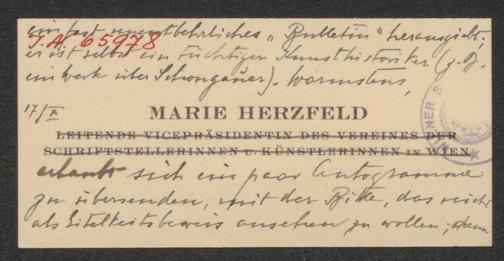 ein fast unentbehrliches „Bulletin" herausgibt,
I.N. 65978
er ist selbst ein tüchtiger Kunsthistoriker (z. B.
ein Werk über Schongauer). Warmstens,
17/X
MARIE HERZFELD
LEITENDE VICEPRÄSIDENTIN DES VEREINES DER
SCHRIFTSTELLERINNEN U. KÜNSTLERINNEN IN WIEN
erlaubt sich ein paar Autogramme
zu übersenden, mit der Bitte, das nicht
als Eitelkeitsbeweis ansehen zu wollen, denn